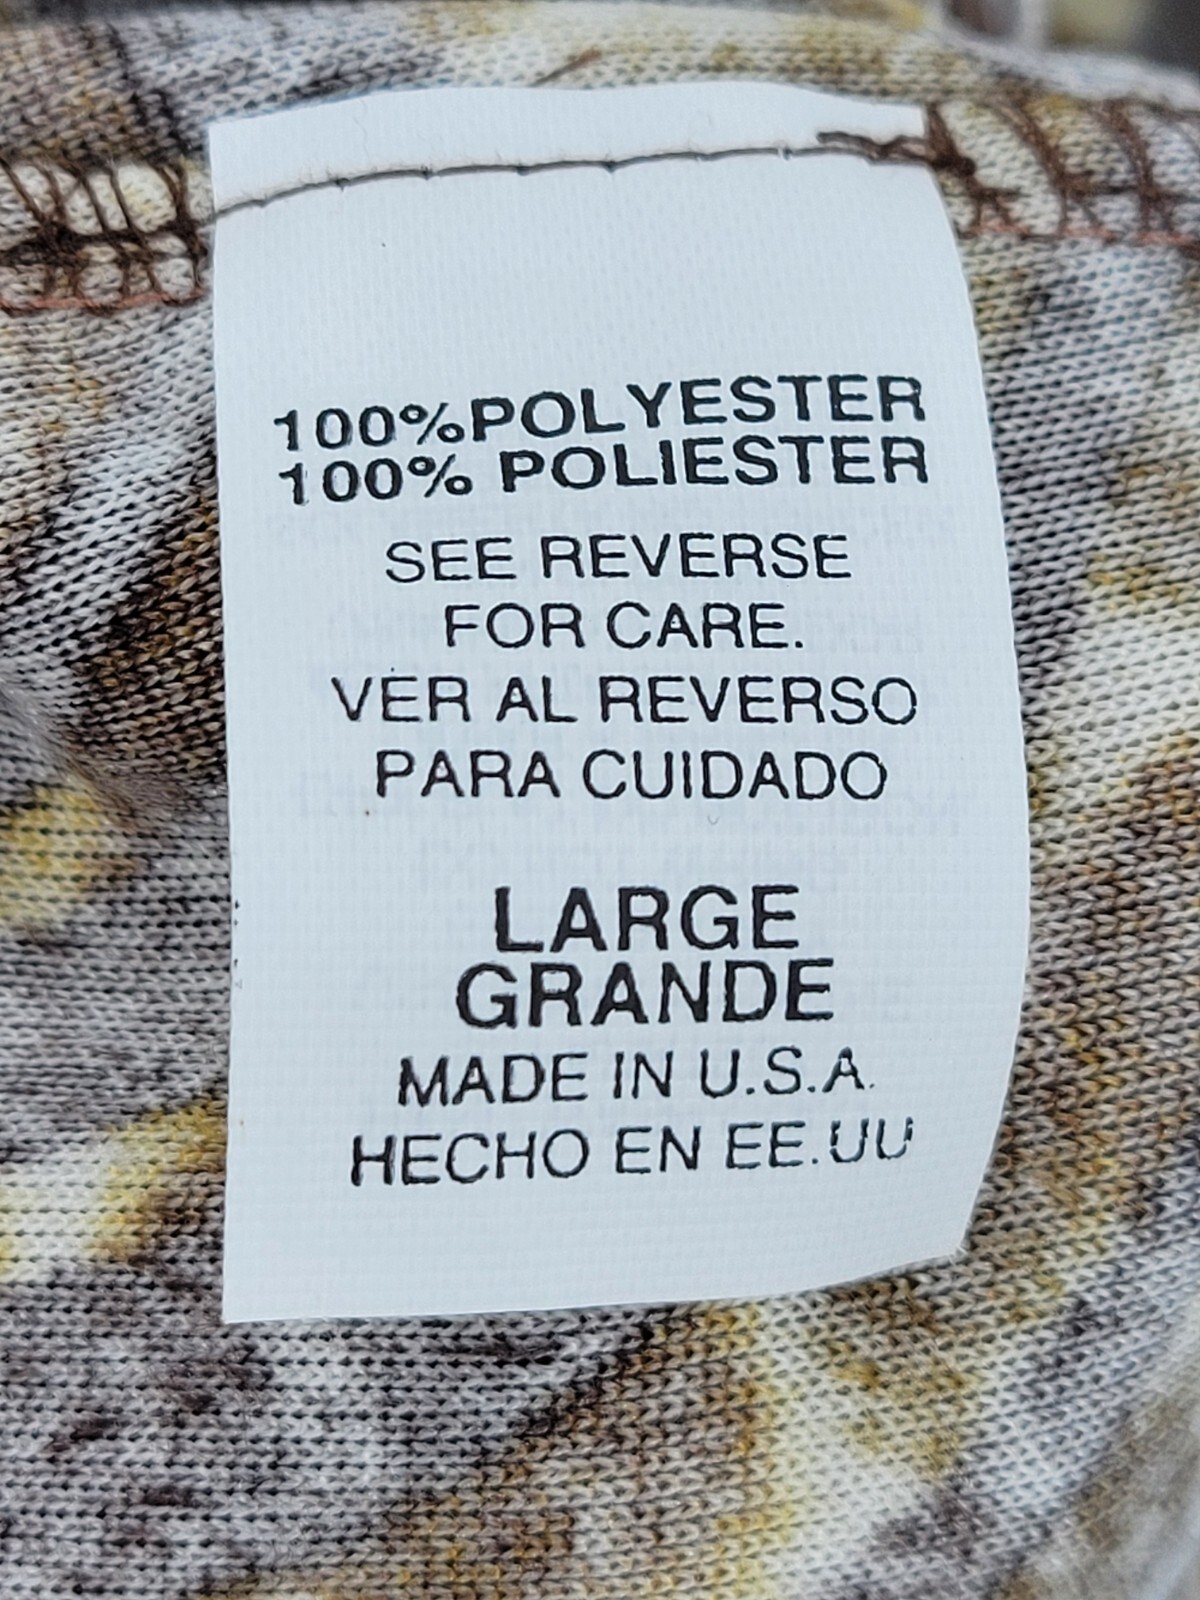 100%POLYESTER
100% POLIESTER
SEE REVERSE
FOR CARE.
VER AL REVERSO
PARA CUIDADO
LARGE
GRANDE
MADE IN U.S.A.
HECHO EN EE.UU